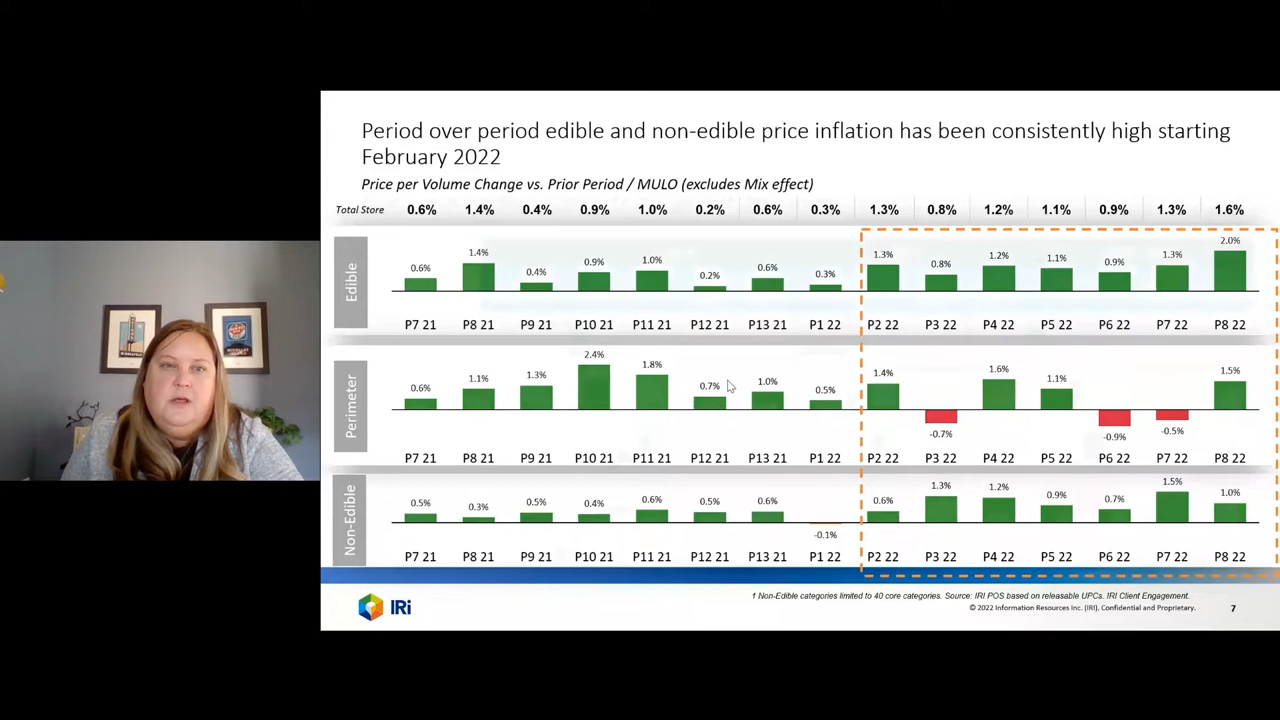 Period over period edible and non-edible price inflation has been consistently high starting
February 2022
Price per Volume Change vs. Prior Period / MULO (excludes Mix effect)
Total Store 0.6% 1.4% 0.4% 0.9% 1.0% 0.2% 0.6% 0.3% 1.3% 0.8% 1.2% 1.1% 0.9% 1.3% 1.6%
Edible
0.6% 1.4% 0.4% 0.9% 1.0% 0.2% 0.6% 0.3% 1.3% 0.8% 1.2% 1.1% 0.9% 1.3% 2.0%
P7 21 P8 21 P9 21 P10 21 P11 21 P12 21 P13 21 P1 22 P2 22 P3 22 P4 22 P5 22 P6 22 P7 22 P8 22
Perimeter
0.6% 1.1% 1.3% 2.4% 1.8% 0.7% 1.0% 0.5% 1.4% -0.7% 1.6% 1.1% -0.9% -0.5% 1.5%
P7 21 P8 21 P9 21 P10 21 P11 21 P12 21 P13 21 P1 22 P2 22 P3 22 P4 22 P5 22 P6 22 P7 22 P8 22
Non-Edible
0.5% 0.3% 0.5% 0.4% 0.6% 0.5% 0.6% -0.1% 0.6% 1.3% 1.2% 0.9% 0.7% 1.5% 1.0%
P7 21 P8 21 P9 21 P10 21 P11 21 P12 21 P13 21 P1 22 P2 22 P3 22 P4 22 P5 22 P6 22 P7 22 P8 22
† Non-Edible categories limited to 40 core categories. Source: IRI POS based on releasable UPCs. IRI Client Engagement.
IRi
© 2022 Information Resources Inc. (IRI). Confidential and Proprietary.
7